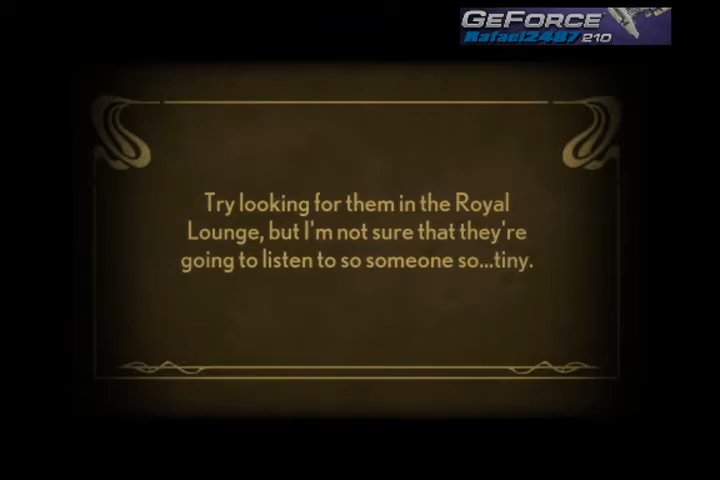 GEFORCE
Rafael2487 210
Try looking for them in the Royal
Lounge, but I'm not sure that they're
going to listen to so someone so...tiny.